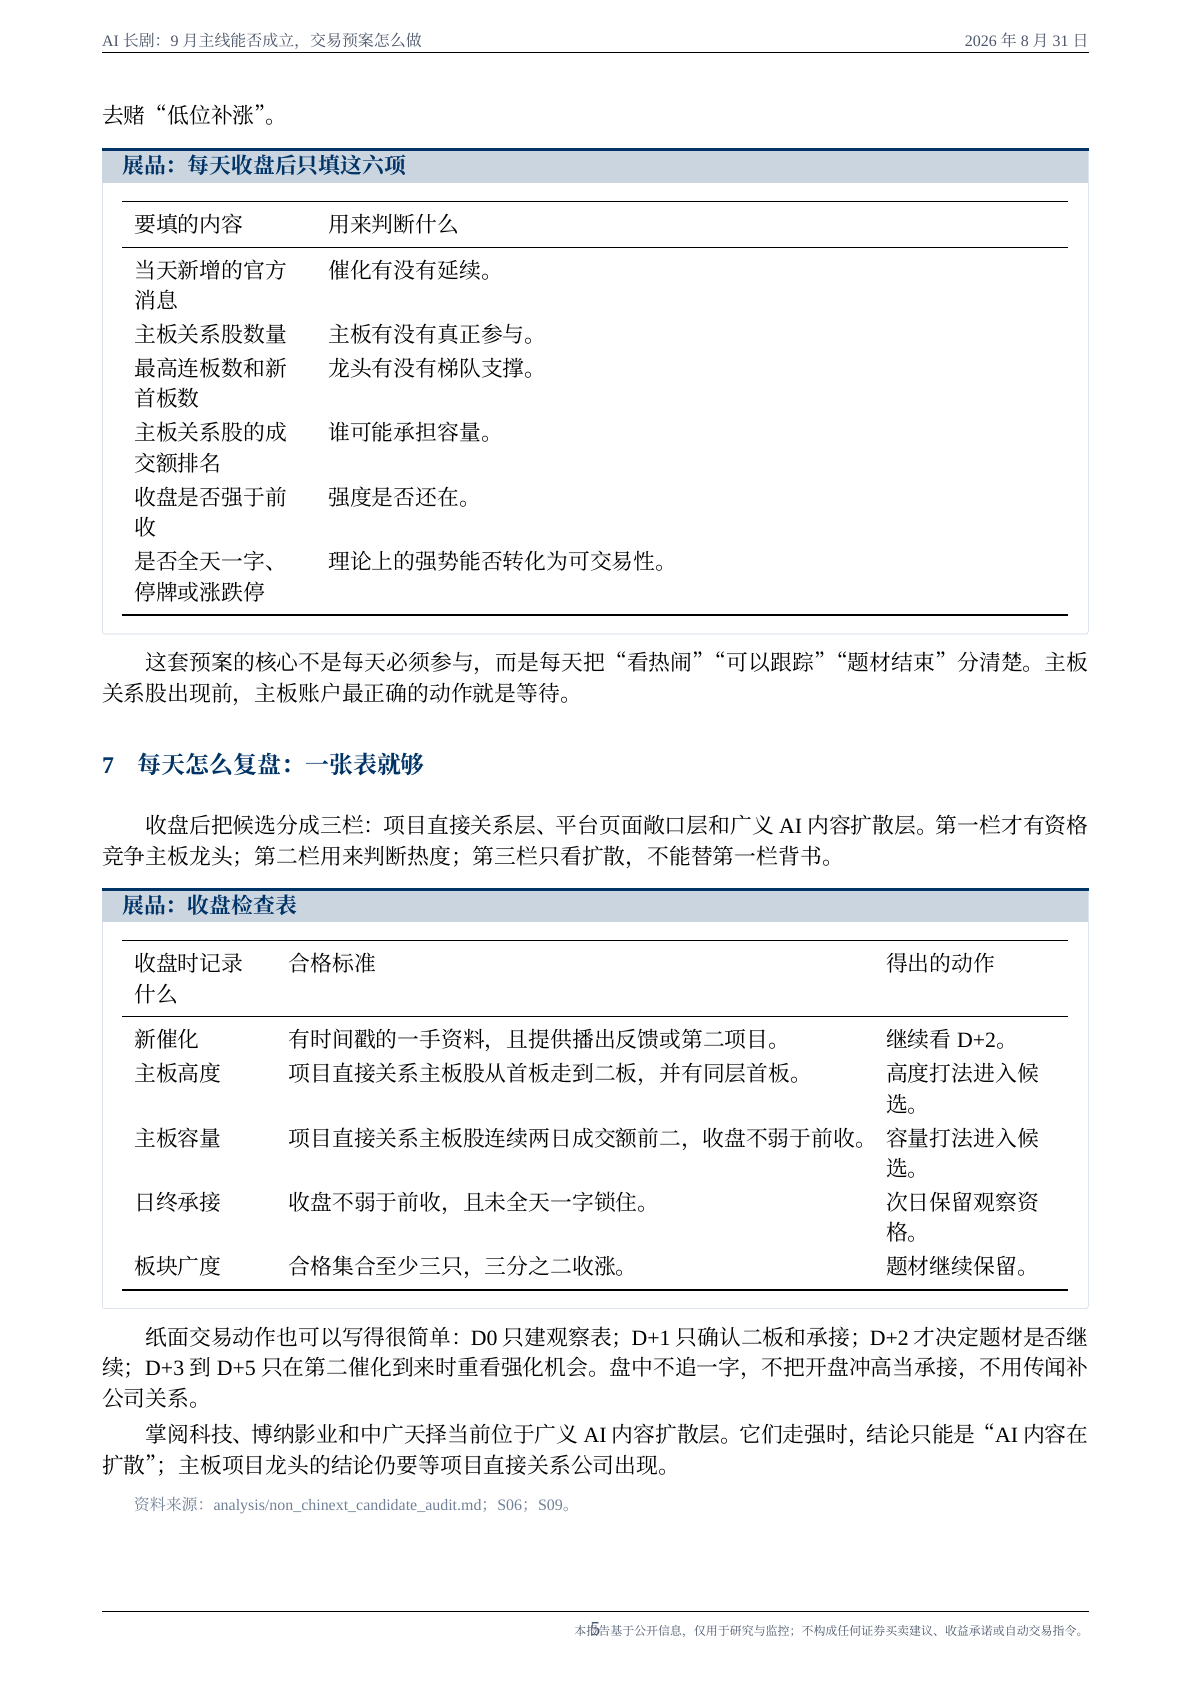 AI 长剧：9 月主线能否成立，交易预案怎么做 2026 年 8 月 31 日
去赌“低位补涨”。
展品：每天收盘后只填这六项
要填的内容 用来判断什么
当天新增的官方 催化有没有延续。
消息
主板关系股数量 主板有没有真正参与。
最高连板数和新 龙头有没有梯队支撑。
首板数
主板关系股的成 谁可能承担容量。
交额排名
收盘是否强于前 强度是否还在。
收
是否全天一字、 理论上的强势能否转化为可交易性。
停牌或涨跌停
这套预案的核心不是每天必须参与，而是每天把“看热闹”“可以跟踪”“题材结束”分清楚。主板
关系股出现前，主板账户最正确的动作就是等待。
7 每天怎么复盘：一张表就够
收盘后把候选分成三栏：项目直接关系层、平台页面敞口层和广义 AI 内容扩散层。第一栏才有资格
竞争主板龙头；第二栏用来判断热度；第三栏只看扩散，不能替第一栏背书。
展品：收盘检查表
收盘时记录 合格标准 得出的动作
什么
新催化 有时间戳的一手资料，且提供播出反馈或第二项目。 继续看 D+2。
主板高度 项目直接关系主板股从首板走到二板，并有同层首板。 高度打法进入候
选。
主板容量 项目直接关系主板股连续两日成交额前二，收盘不弱于前收。 容量打法进入候
选。
日终承接 收盘不弱于前收，且未全天一字锁住。 次日保留观察资
格。
板块广度 合格集合至少三只，三分之二收涨。 题材继续保留。
纸面交易动作也可以写得很简单：D0 只建观察表；D+1 只确认二板和承接；D+2 才决定题材是否继
续；D+3 到 D+5 只在第二催化到来时重看强化机会。盘中不追一字，不把开盘冲高当承接，不用传闻补
公司关系。
掌阅科技、博纳影业和中广天择当前位于广义 AI 内容扩散层。它们走强时，结论只能是“AI 内容在
扩散”；主板项目龙头的结论仍要等项目直接关系公司出现。
资料来源：analysis/non_chinext_candidate_audit.md；S06；S09。
5
本报告基于公开信息，仅用于研究与监控；不构成任何证券买卖建议、收益承诺或自动交易指令。